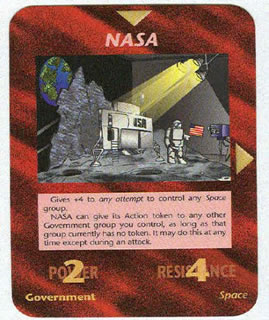 NASA
Gives +4 to any attempt to control any Space
group.
NASA can give its Action token to any other
Government group you control, as long as that
group currently has no token. It may do this at any
time except during an attack.
POWER 2 RESISTANCE 4
Government Space